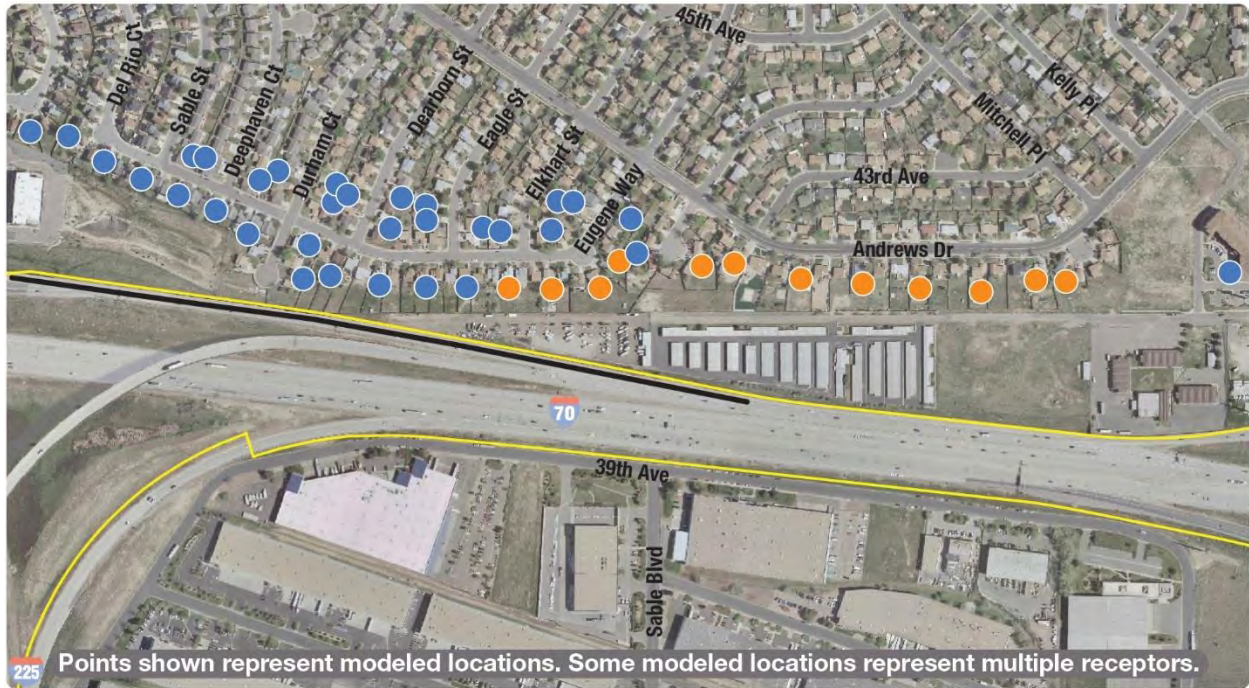 45th Ave
Del Rio Ct
Sable St
Deephaven Ct
Durham Ct
Dearborn St
Eagle St
Elkhart St
Eugene Way
Kelly Pl
Mitchell Pl
43rd Ave
Andrews Dr
70
39th Ave
Sable Blvd
225
Points shown represent modeled locations. Some modeled locations represent multiple receptors.